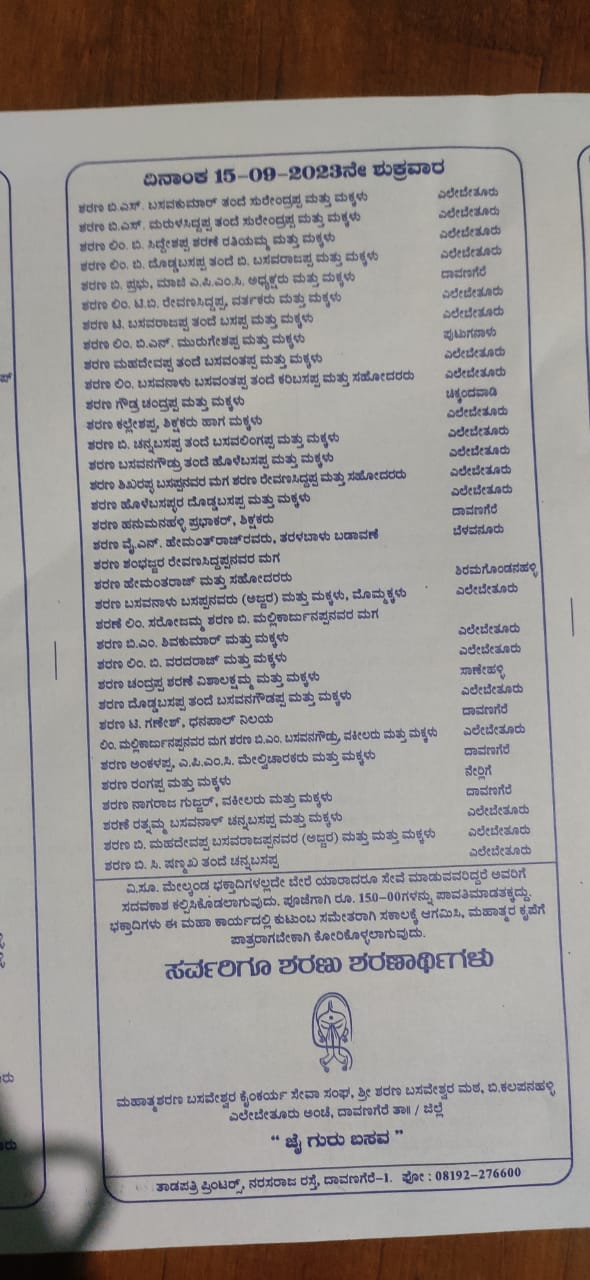 ದಿನಾಂಕ 15-09-2023ನೇ ಶುಕ್ರವಾರ
ಶರಣ ಬಿ.ಎಸ್. ಬಸವಕುಮಾರ್ ತಂದೆ ಸುರೇಂದ್ರಪ್ಪ ಮತ್ತು ಮಕ್ಕಳು ಎಲೇಬೇತೂರು
ಶರಣ ಬಿ.ಎಸ್. ಮರುಳಸಿದ್ದಪ್ಪ ತಂದೆ ಸುರೇಂದ್ರಪ್ಪ ಮತ್ತು ಮಕ್ಕಳು ಎಲೇಬೇತೂರು
ಶರಣ ಲಿಂ. ಬಿ. ಸಿದ್ದೇಶಪ್ಪ ಶರಣೆ ರತಿಯಮ್ಮ ಮತ್ತು ಮಕ್ಕಳು ಎಲೇಬೇತೂರು
ಶರಣ ಲಿಂ. ಬಿ. ದೊಡ್ಡಬಸಪ್ಪ ತಂದೆ ಬಿ. ಬಸವರಾಜಪ್ಪ ಮತ್ತು ಮಕ್ಕಳು ಎಲೇಬೇತೂರು
ಶರಣ ಬಿ. ಪ್ರಭು, ಮಾಜಿ ಎ.ಪಿ.ಎಂ.ಸಿ. ಅಧ್ಯಕ್ಷರು ಮತ್ತು ಮಕ್ಕಳು ದಾವಣಗೆರೆ
ಶರಣ ಲಿಂ. ಟಿ.ಬಿ. ರೇವಣಸಿದ್ದಪ್ಪ, ವರ್ತಕರು ಮತ್ತು ಮಕ್ಕಳು ಎಲೇಬೇತೂರು
ಶರಣ ಟಿ. ಬಸವರಾಜಪ್ಪ ತಂದೆ ಬಸಪ್ಪ ಮತ್ತು ಮಕ್ಕಳು ಎಲೇಬೇತೂರು
ಶರಣ ಲಿಂ. ಬಿ.ಎನ್. ಮುರುಗೇಶಪ್ಪ ಮತ್ತು ಮಕ್ಕಳು ಪುಟುಗನಾಳು
ಶರಣ ಮಹದೇವಪ್ಪ ತಂದೆ ಬಸವಂತಪ್ಪ ಮತ್ತು ಮಕ್ಕಳು ಎಲೇಬೇತೂರು
ಶರಣ ಲಿಂ. ಬಸವನಾಳು ಬಸವಂತಪ್ಪ ತಂದೆ ಕರಿಬಸಪ್ಪ ಮತ್ತು ಸಹೋದರರು ಎಲೇಬೇತೂರು
ಶರಣ ಗೌಡ್ರ ಚಂದ್ರಪ್ಪ ಮತ್ತು ಮಕ್ಕಳು ಚಿಕ್ಕಂದವಾಡಿ
ಶರಣ ಕಲ್ಲೇಶಪ್ಪ, ಶಿಕ್ಷಕರು ಹಾಗ ಮಕ್ಕಳು ಎಲೇಬೇತೂರು
ಶರಣ ಬಿ. ಚನ್ನಬಸಪ್ಪ ತಂದೆ ಬಸವಲಿಂಗಪ್ಪ ಮತ್ತು ಮಕ್ಕಳು ಎಲೇಬೇತೂರು
ಶರಣ ಬಸವನಗೌಡ್ರು ತಂದೆ ಹೊಳೆಬಸಪ್ಪ ಮತ್ತು ಮಕ್ಕಳು ಎಲೇಬೇತೂರು
ಶರಣ ಶಿಖರಪ್ಪಳ ಬಸಪ್ಪನವರ ಮಗ ಶರಣ ರೇವಣಸಿದ್ದಪ್ಪ ಮತ್ತು ಸಹೋದರರು ಎಲೇಬೇತೂರು
ಶರಣ ಹೊಳೆಬಸಪ್ಪರ ದೊಡ್ಡಬಸಪ್ಪ ಮತ್ತು ಮಕ್ಕಳು ಎಲೇಬೇತೂರು
ಶರಣ ಹನುಮನಹಳ್ಳಿ ಪ್ರಭಾಕರ್, ಶಿಕ್ಷಕರು ದಾವಣಗೆರೆ
ಶರಣ ವೈ.ಎನ್. ಹೇಮಂತ್‌ರಾಜ್‌ರವರು, ತರಳಬಾಳು ಬಡಾವಣೆ ಬೆಳವನೂರು
ಶರಣ ಶಂಭಜ್ಜರ ರೇವಣಸಿದ್ದಪ್ಪನವರ ಮಗ
ಶರಣ ಹೇಮಂತರಾಜ್ ಮತ್ತು ಸಹೋದರರು ಶಿರಮಗೊಂಡನಹಳ್ಳಿ
ಶರಣ ಬಸವನಾಳು ಬಸಪ್ಪನವರು (ಅಜ್ಜರ) ಮತ್ತು ಮಕ್ಕಳು, ಮೊಮ್ಮಕ್ಕಳು ಎಲೇಬೇತೂರು
ಶರಣೆ ಲಿಂ. ಸರೋಜಮ್ಮ ಶರಣ ಬಿ. ಮಲ್ಲಿಕಾರ್ಜುನಪ್ಪನವರ ಮಗ
ಶರಣ ಬಿ.ಎಂ. ಶಿವಕುಮಾರ್ ಮತ್ತು ಮಕ್ಕಳು ಎಲೇಬೇತೂರು
ಶರಣ ಲಿಂ. ಬಿ. ವರದರಾಜ್ ಮತ್ತು ಮಕ್ಕಳು ಎಲೇಬೇತೂರು
ಶರಣ ಚಂದ್ರಪ್ಪ ಶರಣೆ ವಿಶಾಲಕ್ಷಮ್ಮ ಮತ್ತು ಮಕ್ಕಳು ಸಾಣೇಹಳ್ಳಿ
ಶರಣ ದೊಡ್ಡಬಸಪ್ಪ ತಂದೆ ಬಸವನಗೌಡಪ್ಪ ಮತ್ತು ಮಕ್ಕಳು ಎಲೇಬೇತೂರು
ಶರಣ ಟಿ. ಗಣೇಶ್, ಧನಪಾಲ್ ನಿಲಯ ದಾವಣಗೆರೆ
ಲಿಂ. ಮಲ್ಲಿಕಾರ್ಜುನಪ್ಪನವರ ಮಗ ಶರಣ ಬಿ.ಎಂ. ಬಸವನಗೌಡ್ರು, ವಕೀಲರು ಮತ್ತು ಮಕ್ಕಳು ಎಲೇಬೇತೂರು
ಶರಣ ಅಂಕಳಪ್ಪ, ಎ.ಪಿ.ಎಂ.ಸಿ. ಮೇಲ್ವಿಚಾರಕರು ಮತ್ತು ಮಕ್ಕಳು ದಾವಣಗೆರೆ
ಶರಣ ರಂಗಪ್ಪ ಮತ್ತು ಮಕ್ಕಳು ನೇರ್ಲಿಗೆ
ಶರಣ ನಾಗರಾಜ ಗುಜ್ಜರ್, ವಕೀಲರು ಮತ್ತು ಮಕ್ಕಳು ದಾವಣಗೆರೆ
ಶರಣೆ ರತ್ನಮ್ಮ ಬಸವನಾಳ್ ಚನ್ನಬಸಪ್ಪ ಮತ್ತು ಮಕ್ಕಳು ಎಲೇಬೇತೂರು
ಶರಣ ಬಿ. ಮಹದೇವಪ್ಪ ಬಸವರಾಜಪ್ಪನವರ (ಅಜ್ಜರ) ಮತ್ತು ಮತ್ತು ಮಕ್ಕಳು ಎಲೇಬೇತೂರು
ಶರಣ ಬಿ. ಸಿ. ಷಣ್ಮುಖ ತಂದೆ ಚನ್ನಬಸಪ್ಪ ಎಲೇಬೇತೂರು
ವಿ.ಸೂ. ಮೇಲ್ಕಂಡ ಭಕ್ತಾದಿಗಳಲ್ಲದೇ ಬೇರೆ ಯಾರಾದರೂ ಸೇವೆ ಮಾಡುವವರಿದ್ದರೆ ಅವರಿಗೆ
ಸದವಕಾಶ ಕಲ್ಪಿಸಿಕೊಡಲಾಗುವುದು. ಪೂಜೆಗಾಗಿ ರೂ. 150-00ಗಳನ್ನು ಪಾವತಿಮಾಡತಕ್ಕದ್ದು.
ಭಕ್ತಾದಿಗಳು ಈ ಮಹಾ ಕಾರ್ಯದಲ್ಲಿ ಕುಟುಂಬ ಸಮೇತರಾಗಿ ಸಕಾಲಕ್ಕೆ ಆಗಮಿಸಿ, ಮಹಾತ್ಮರ ಕೃಪೆಗೆ
ಪಾತ್ರರಾಗಬೇಕಾಗಿ ಕೋರಿಕೊಳ್ಳಲಾಗುವುದು.
ಸರ್ವರಿಗೂ ಶರಣು ಶರಣಾರ್ಥಿಗಳು
ಮಹಾತ್ಮಶರಣ ಬಸವೇಶ್ವರ ಕೈಂಕರ್ಯ ಸೇವಾ ಸಂಘ, ಶ್ರೀ ಶರಣ ಬಸವೇಶ್ವರ ಮಠ, ಬಿ.ಕಲಪನಹಳ್ಳಿ
ಎಲೇಬೇತೂರು ಅಂಚೆ, ದಾವಣಗೆರೆ ತಾ॥ / ಜಿಲ್ಲೆ
“ ಜೈ ಗುರು ಬಸವ ”
ತಾಡಪತ್ರಿ ಪ್ರಿಂಟರ್ಸ್, ನರಸರಾಜ ರಸ್ತೆ, ದಾವಣಗೆರೆ-1. ಫೋ : 08192-276600